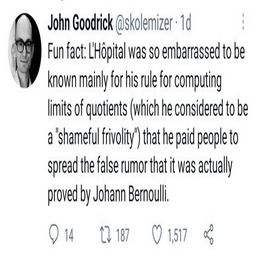 John Goodrick @skolemizer · 1d
Fun fact: L'Hôpital was so embarrassed to be
known mainly for his rule for computing
limits of quotients (which he considered to be
a "shameful frivolity") that he paid people to
spread the false rumor that it was actually
proved by Johann Bernoulli.
14 187 1,517